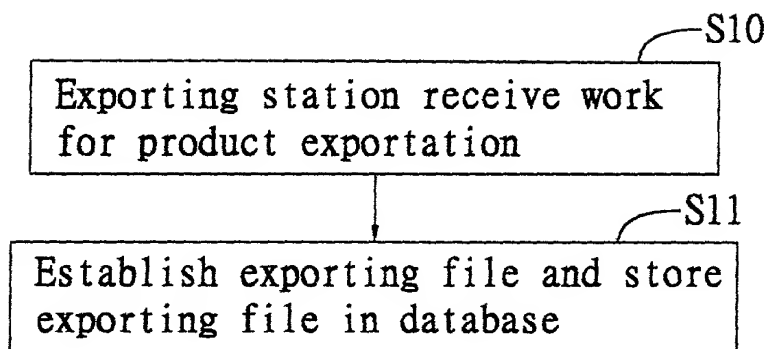 S10
Exporting station receive work
for product exportation
S11
Establish exporting file and store
exporting file in database